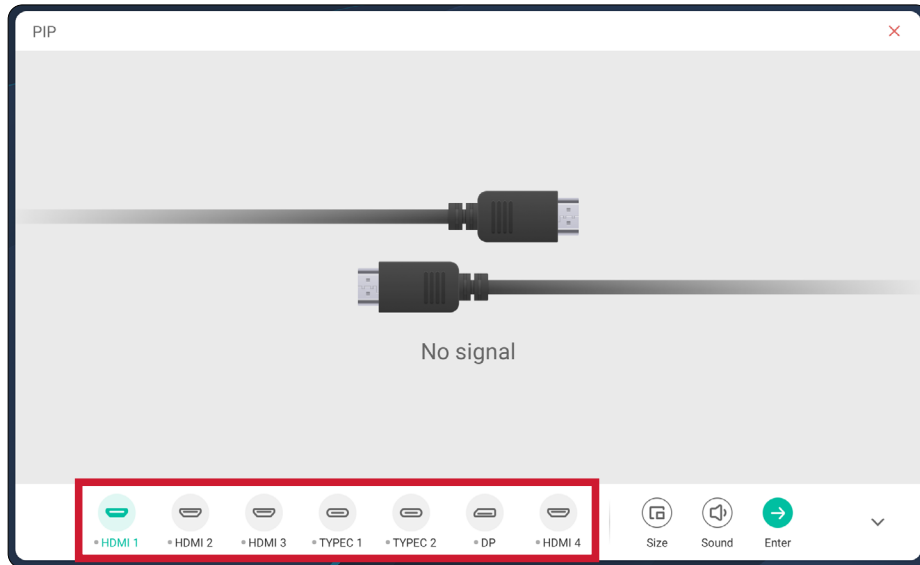 PIP
No signal
HDMI 1 HDMI 2 HDMI 3 TYPEC 1 TYPEC 2 DP HDMI 4 Size Sound Enter